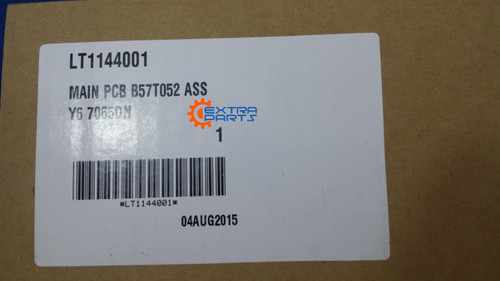 LT1144001
MAIN PCB B57T052 ASS
Y6 7065DN
EXTRA
PARTS
1
*LT1144001*
04AUG2015